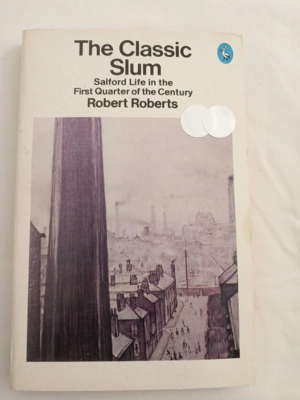 The Classic
Slum
Salford Life in the
First Quarter of the Century
Robert Roberts